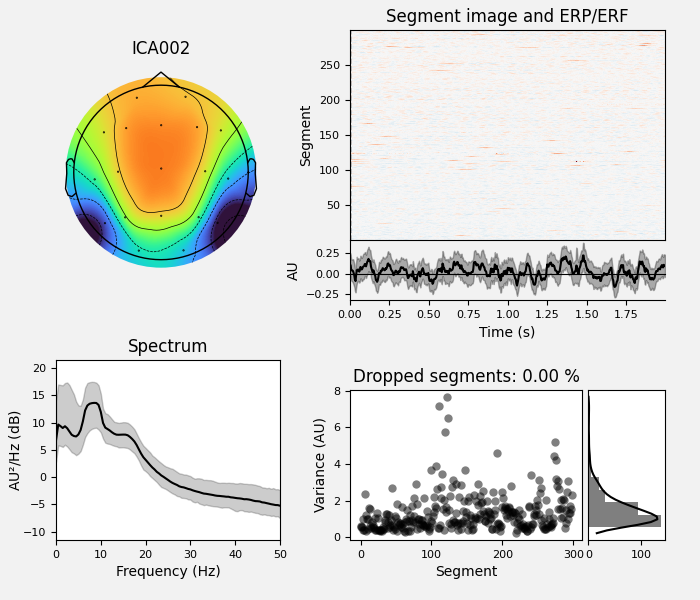 ICA002
Segment image and ERP/ERF
Segment
250
200
150
100
50
AU
0.25
0.00
−0.25
0.00 0.25 0.50 0.75 1.00 1.25 1.50 1.75
Time (s)
Spectrum
AU²/Hz (dB)
20
15
10
5
0
−5
−10
0 10 20 30 40 50
Frequency (Hz)
Dropped segments: 0.00 %
Variance (AU)
8
6
4
2
0
0 100 200 300
Segment
0 100